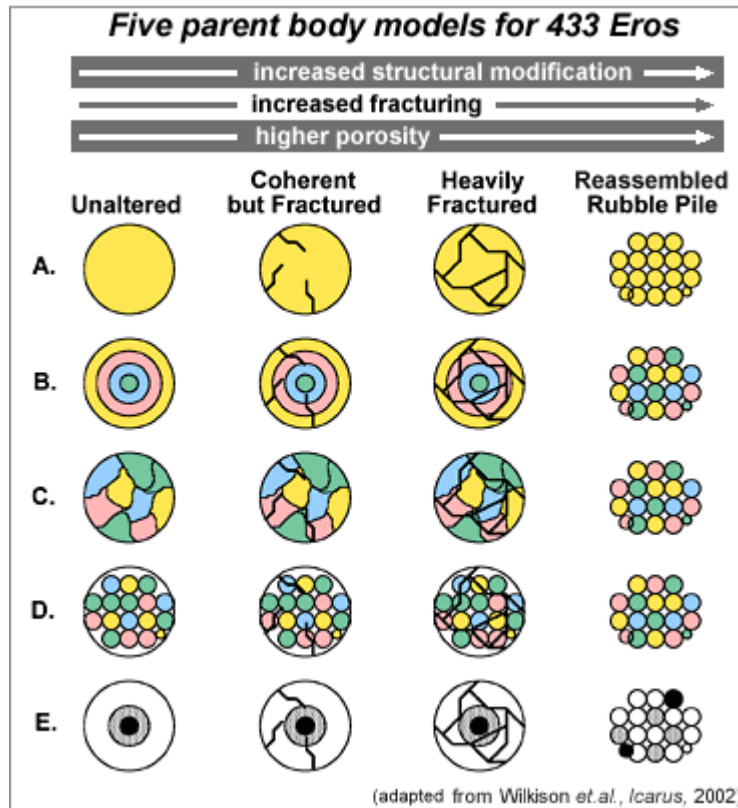 Five parent body models for 433 Eros
increased structural modification
increased fracturing
higher porosity
Unaltered
Coherent
but Fractured
Heavily
Fractured
Reassembled
Rubble Pile
A.
B.
C.
D.
E.
(adapted from Wilkison et.al., Icarus, 2002)